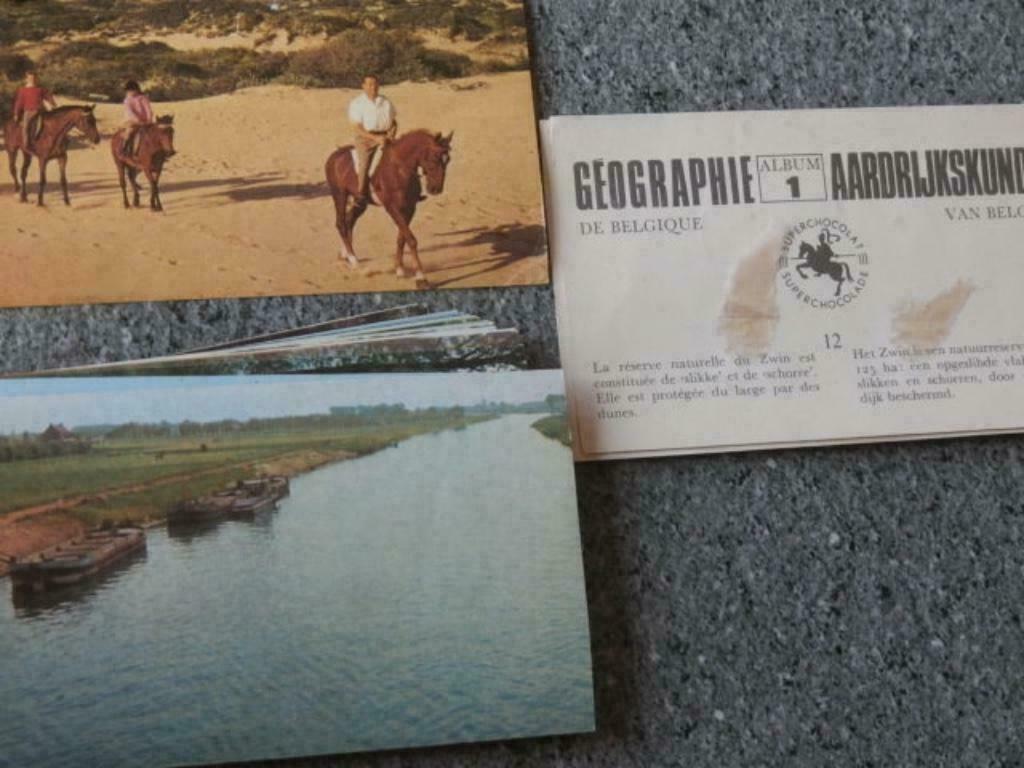 GÉOGRAPHIE ALBUM 1 AARDRIJKSKUND
DE BELGIQUE VAN BELG
SUPERCHOCOLAT
SUPERCHOCOLADE
12
La réserve naturelle du Zwin est
constituée de 'slikke' et de 'schorre'.
Elle est protégée du large par des
dunes.
Het Zwin is een natuurreserv
125 ha: een opgeslibde vlak
slikken en schorren, door
dijk beschermd.